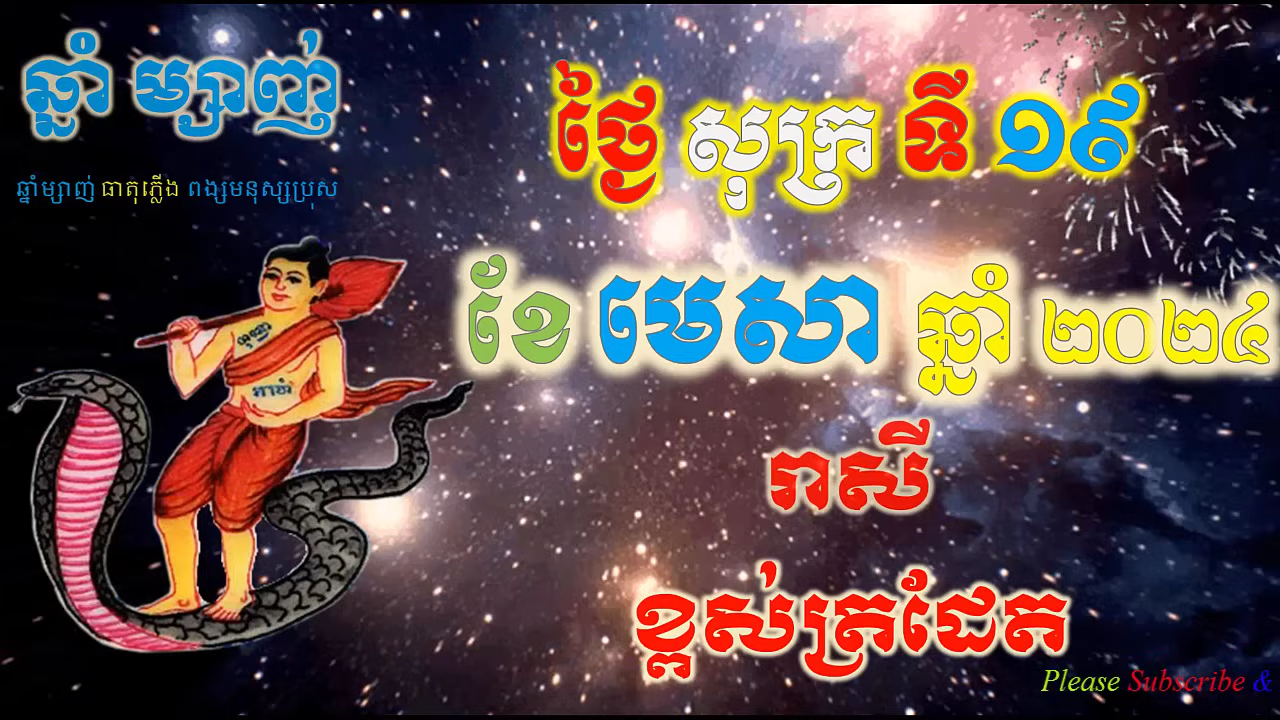 ឆ្នាំ ម្សាញ់
ឆ្នាំម្សាញ់ ធាតុភ្លើង ពង្សមនុស្សប្រុស
ថ្ងៃ សុក្រ ទី ១៩
ខែ មេសា ឆ្នាំ ២០២៤
រាសី
ខ្ពស់ត្រដែត
Please Subscribe &